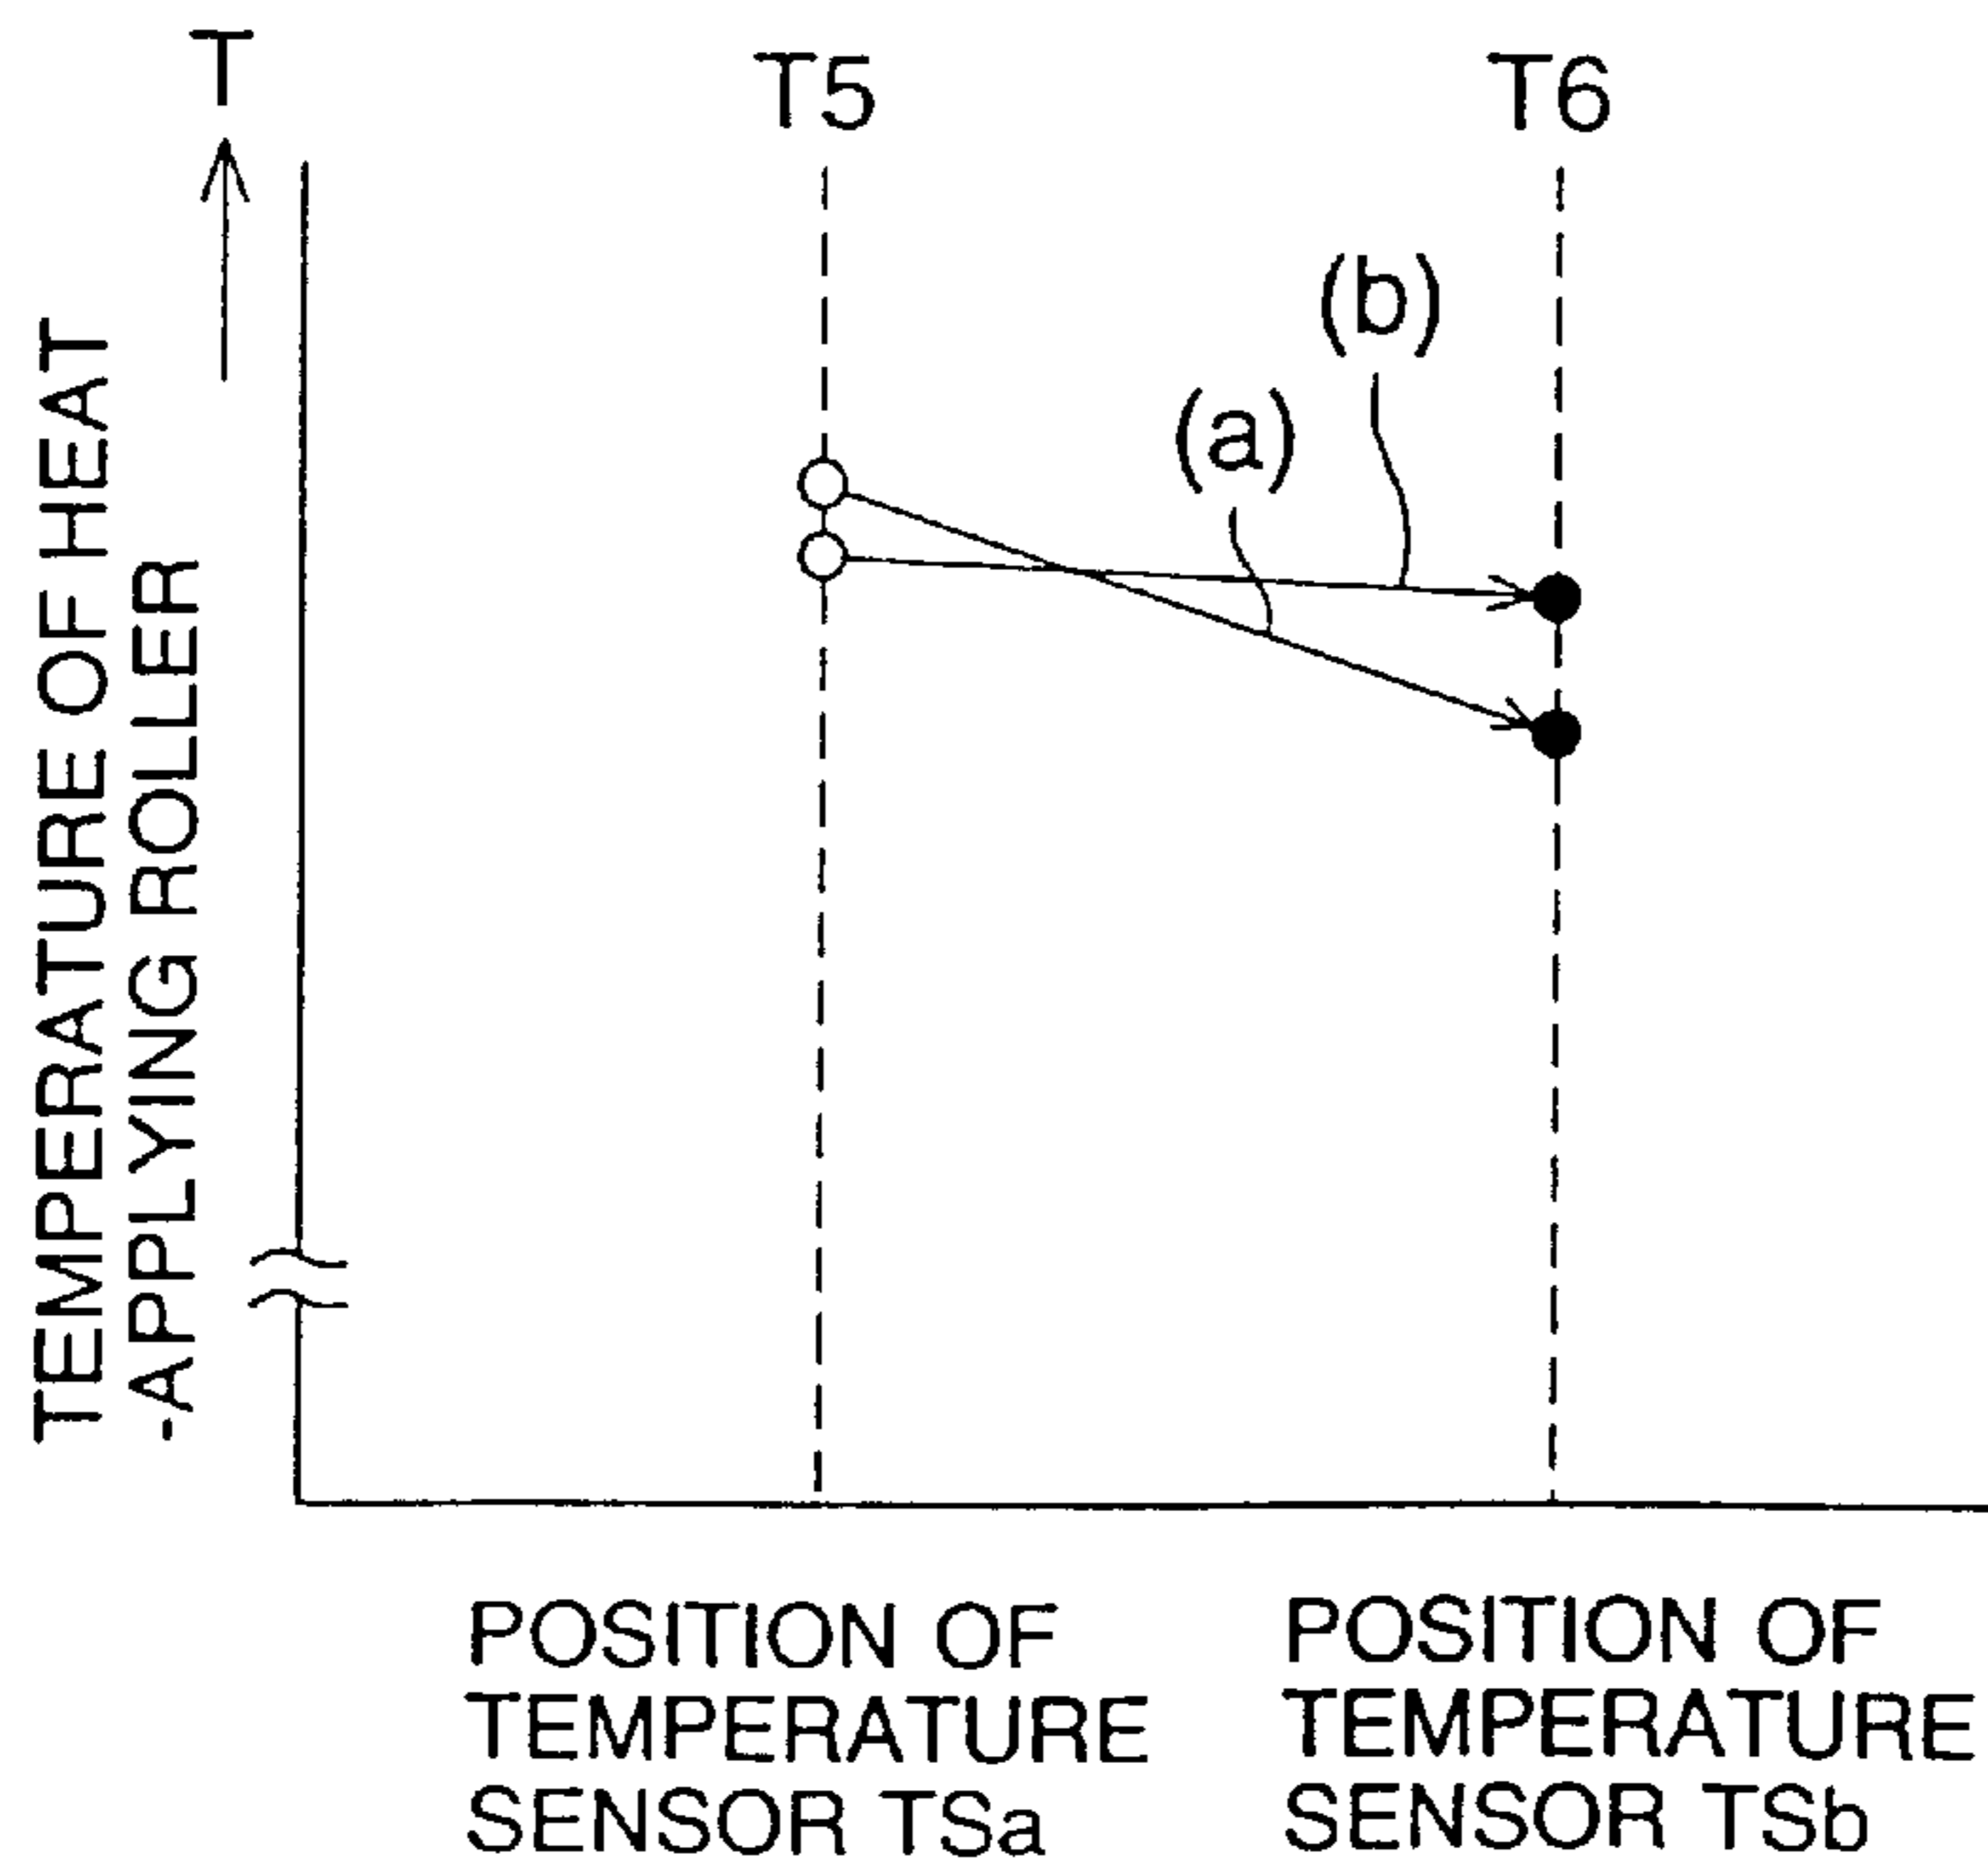 T
T5
T6
(b)
(a)
TEMPERATURE OF HEAT
-APPLYING ROLLER
POSITION OF
TEMPERATURE
SENSOR TSa
POSITION OF
TEMPERATURE
SENSOR TSb